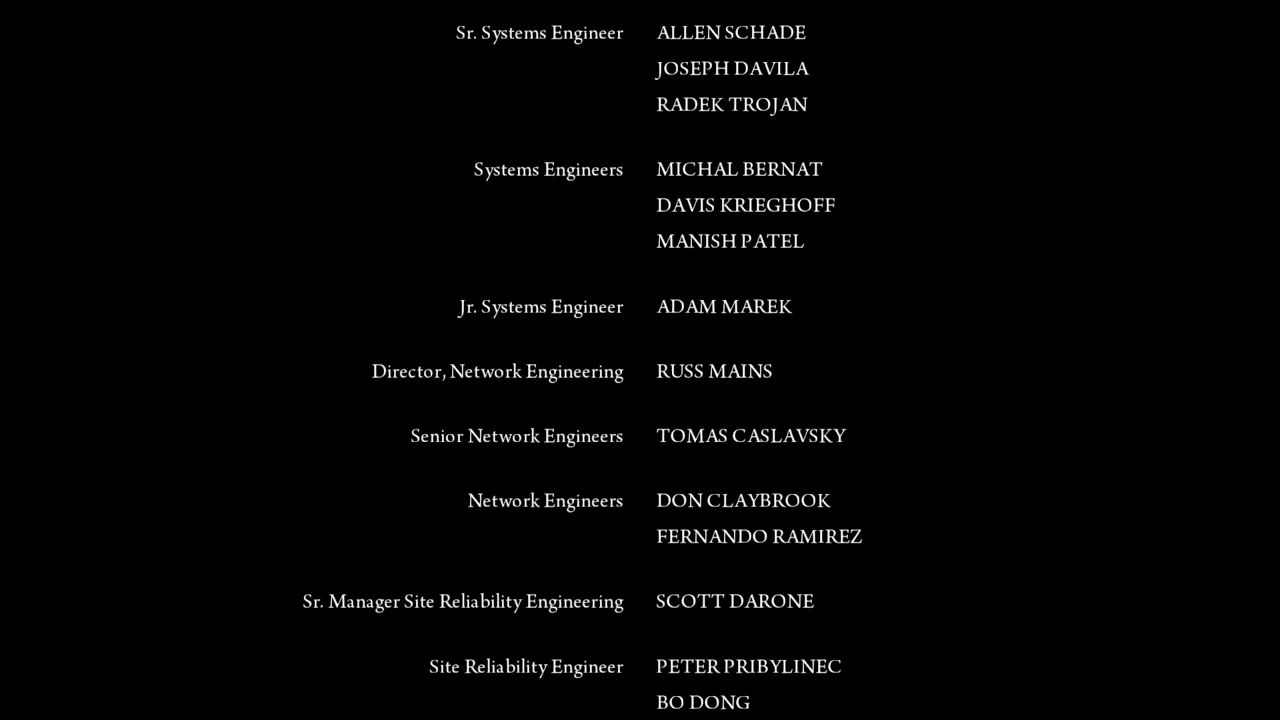 Sr. Systems Engineer ALLEN SCHADE
JOSEPH DAVILA
RADEK TROJAN
Systems Engineers MICHAL BERNAT
DAVIS KRIEGHOFF
MANISH PATEL
Jr. Systems Engineer ADAM MAREK
Director, Network Engineering RUSS MAINS
Senior Network Engineers TOMAS CASLAVSKY
Network Engineers DON CLAYBROOK
FERNANDO RAMIREZ
Sr. Manager Site Reliability Engineering SCOTT DARONE
Site Reliability Engineer PETER PRIBYLINEC
BO DONG